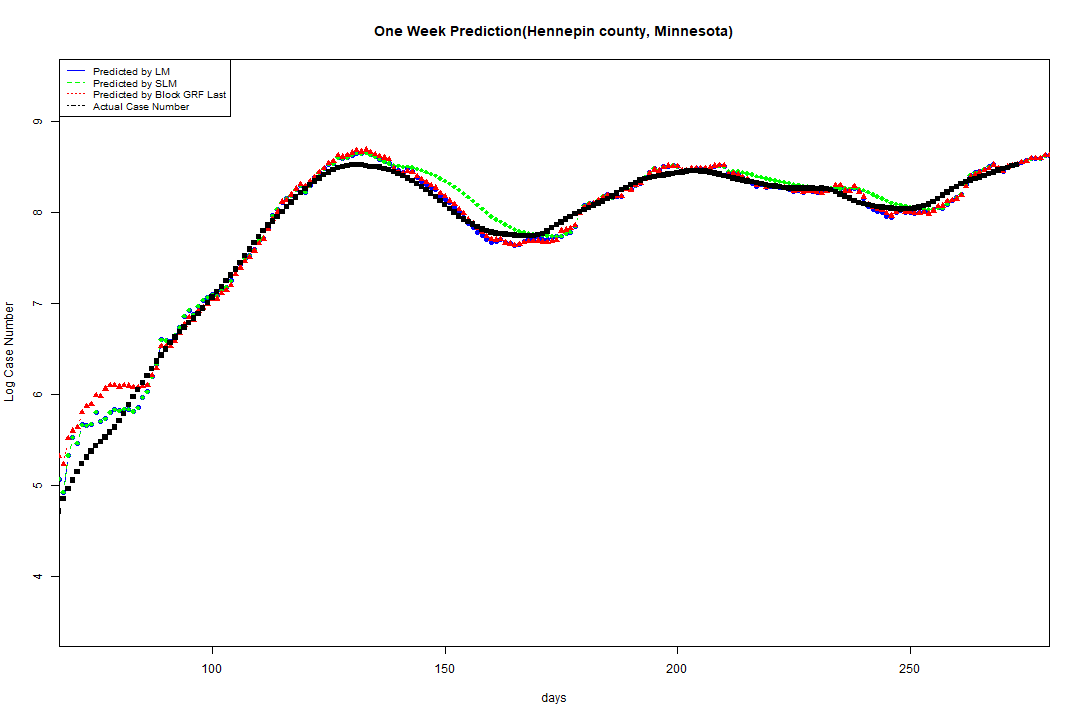 One Week Prediction(Hennepin county, Minnesota)
Predicted by LM
Predicted by SLM
Predicted by Block GRF Last
Actual Case Number
9
8
7
6
5
4
Log Case Number
100 150 200 250
days